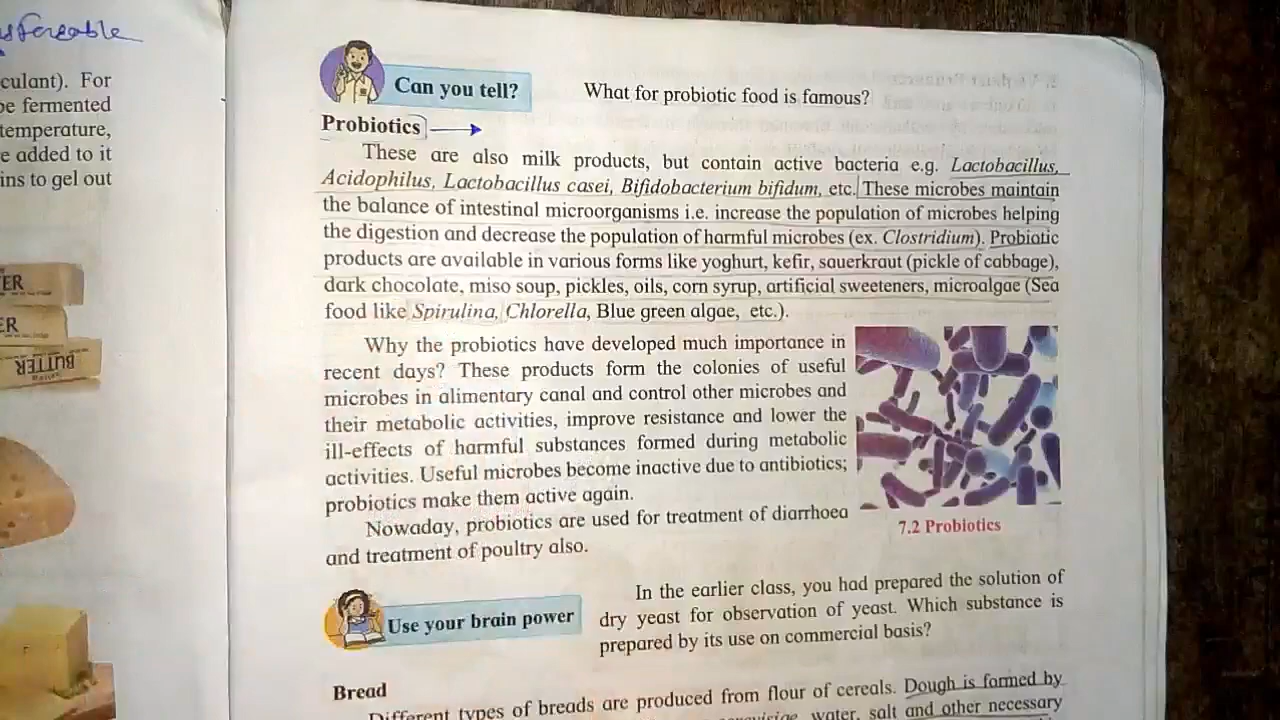 sfereable
culant). For
be fermented
temperature,
e added to it
ins to gel out
ER
ER
BUTTER
Can you tell?
What for probiotic food is famous?
Probiotics
These are also milk products, but contain active bacteria e.g. Lactobacillus,
Acidophilus, Lactobacillus casei, Bifidobacterium bifidum, etc. These microbes maintain
the balance of intestinal microorganisms i.e. increase the population of microbes helping
the digestion and decrease the population of harmful microbes (ex. Clostridium). Probiotic
products are available in various forms like yoghurt, kefir, sauerkraut (pickle of cabbage),
dark chocolate, miso soup, pickles, oils, corn syrup, artificial sweeteners, microalgae (Sea
food like Spirulina, Chlorella, Blue green algae, etc.).
Why the probiotics have developed much importance in
recent days? These products form the colonies of useful
microbes in alimentary canal and control other microbes and
their metabolic activities, improve resistance and lower the
ill-effects of harmful substances formed during metabolic
activities. Useful microbes become inactive due to antibiotics;
probiotics make them active again.
Nowaday, probiotics are used for treatment of diarrhoea
and treatment of poultry also.
7.2 Probiotics
Use your brain power
In the earlier class, you had prepared the solution of
dry yeast for observation of yeast. Which substance is
prepared by its use on commercial basis?
Bread
Different types of breads are produced from flour of cereals. Dough is formed by
water, salt and other necessary